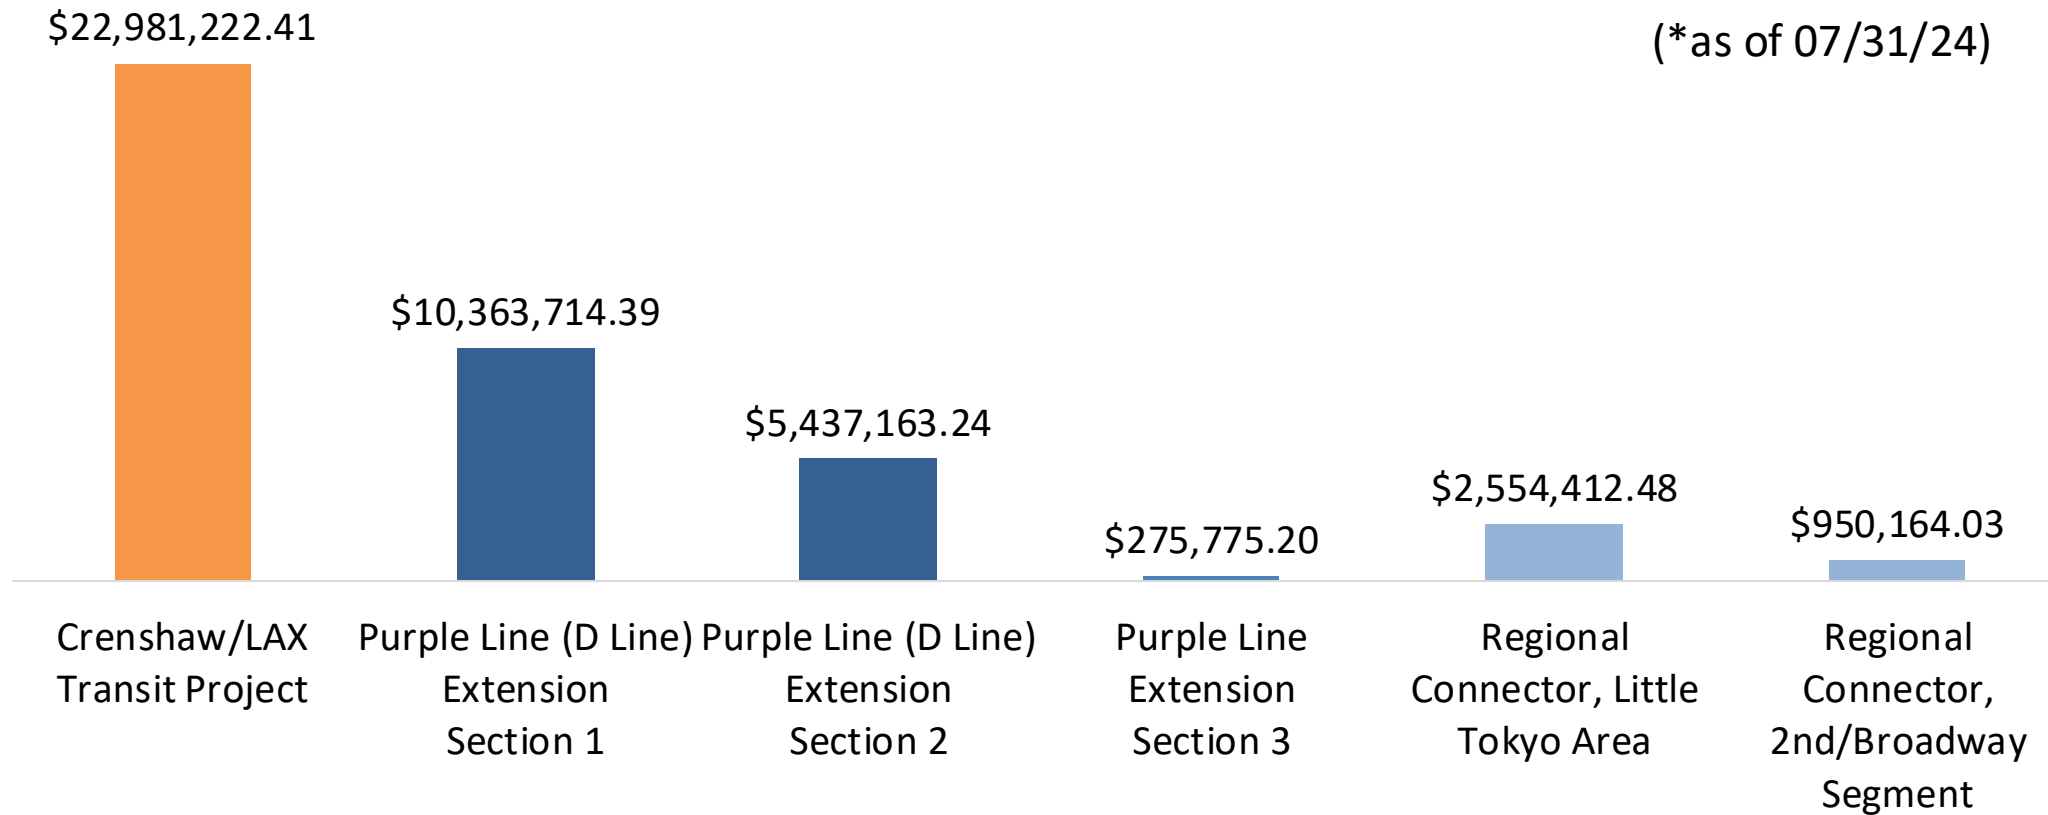 $22,981,222.41
(*as of 07/31/24)
$10,363,714.39
$5,437,163.24
$2,554,412.48
$950,164.03
$275,775.20
Crenshaw/LAX
Transit Project
Purple Line (D Line)
Extension
Section 1
Purple Line (D Line)
Extension
Section 2
Purple Line
Extension
Section 3
Regional
Connector, Little
Tokyo Area
Regional
Connector,
2nd/Broadway
Segment